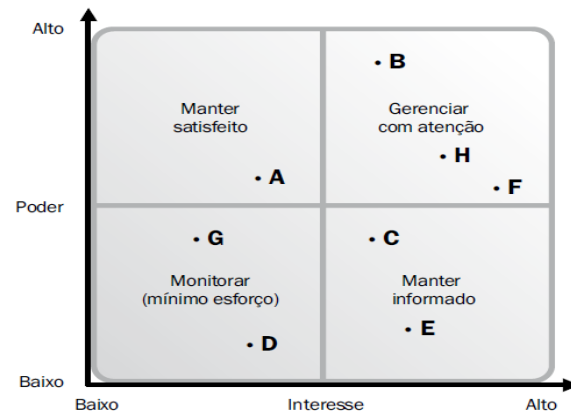 Alto
B
Manter
satisfeito
Gerenciar
com atenção
H
A
F
Poder
G
C
Monitorar
(mínimo esforço)
Manter
informado
E
D
Baixo
Baixo
Interesse
Alto